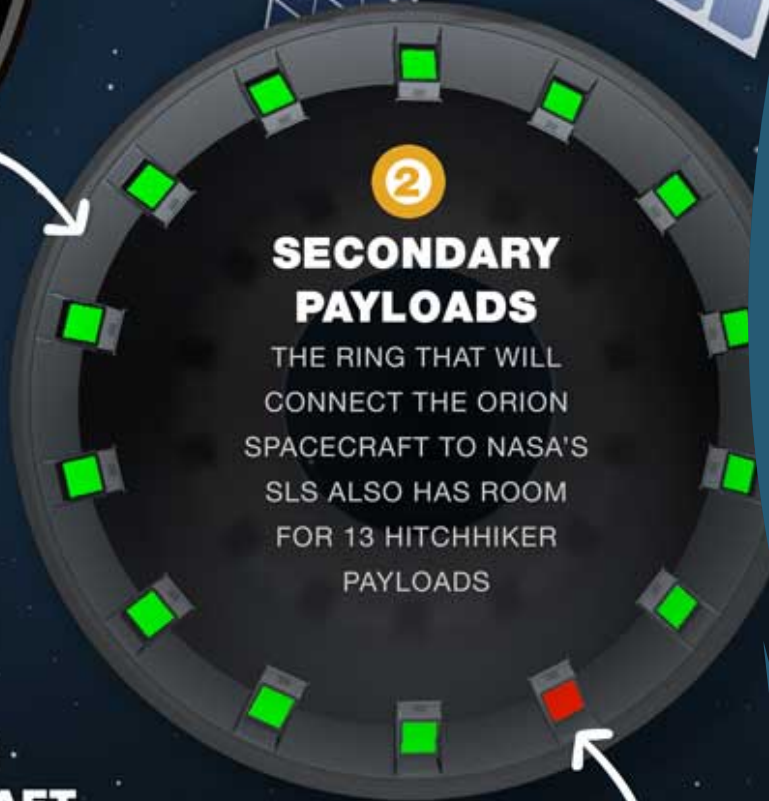 2
SECONDARY
PAYLOADS
THE RING THAT WILL
CONNECT THE ORION
SPACECRAFT TO NASA'S
SLS ALSO HAS ROOM
FOR 13 HITCHHIKER
PAYLOADS